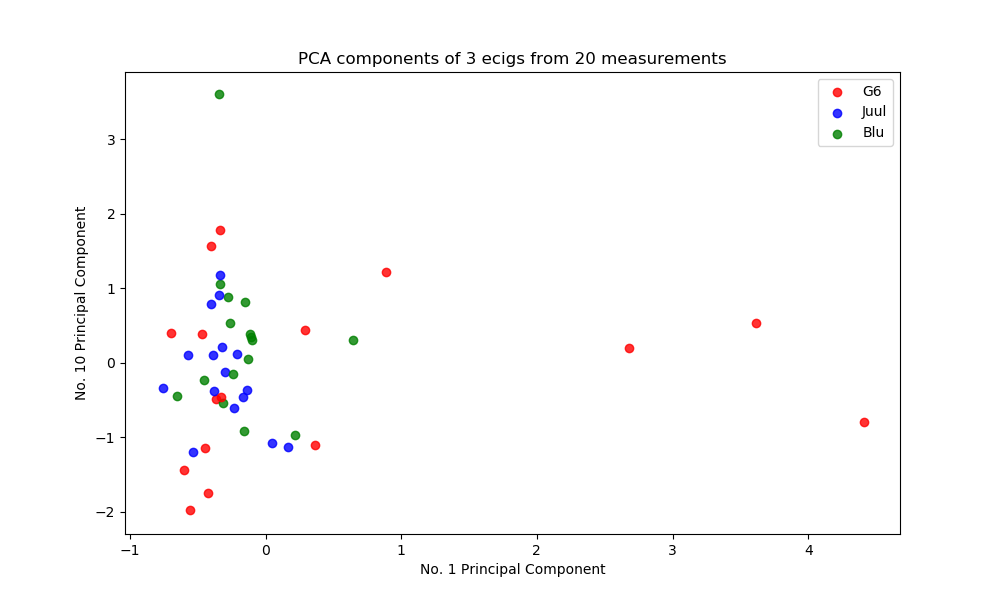 PCA components of 3 ecigs from 20 measurements
G6
Juul
Blu
No. 10 Principal Component
3
2
1
0
−1
−2
−1
0
1
2
3
4
No. 1 Principal Component